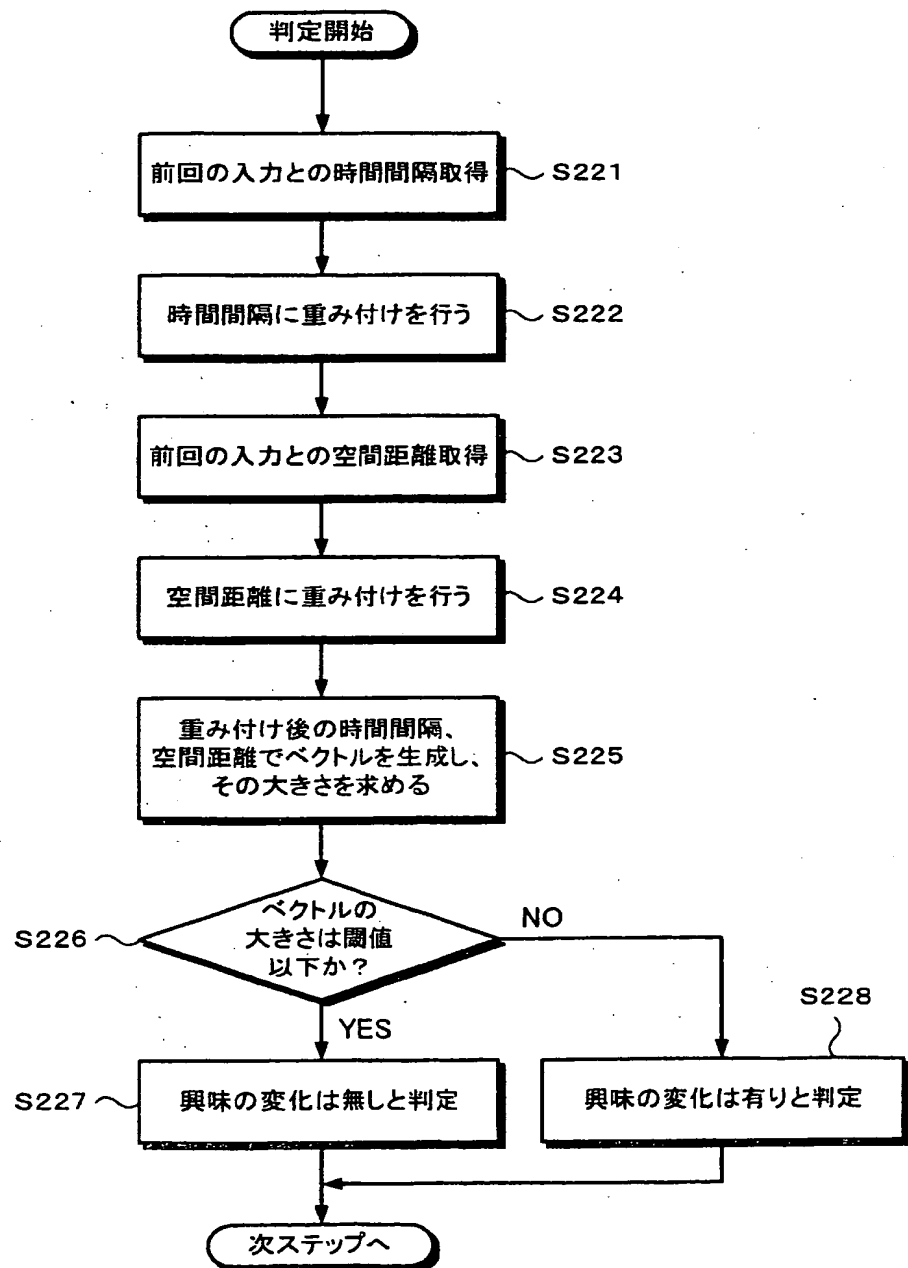 判定開始
前回の入力との時間間隔取得
S221
時間間隔に重み付けを行う
S222
前回の入力との空間距離取得
S223
空間距離に重み付けを行う
S224
重み付け後の時間間隔、
空間距離でベクトルを生成し、
その大きさを求める
S225
S226
ベクトルの
大きさは閾値
以下か？
NO
YES
S228
S227
興味の変化は無しと判定
興味の変化は有りと判定
次ステップへ